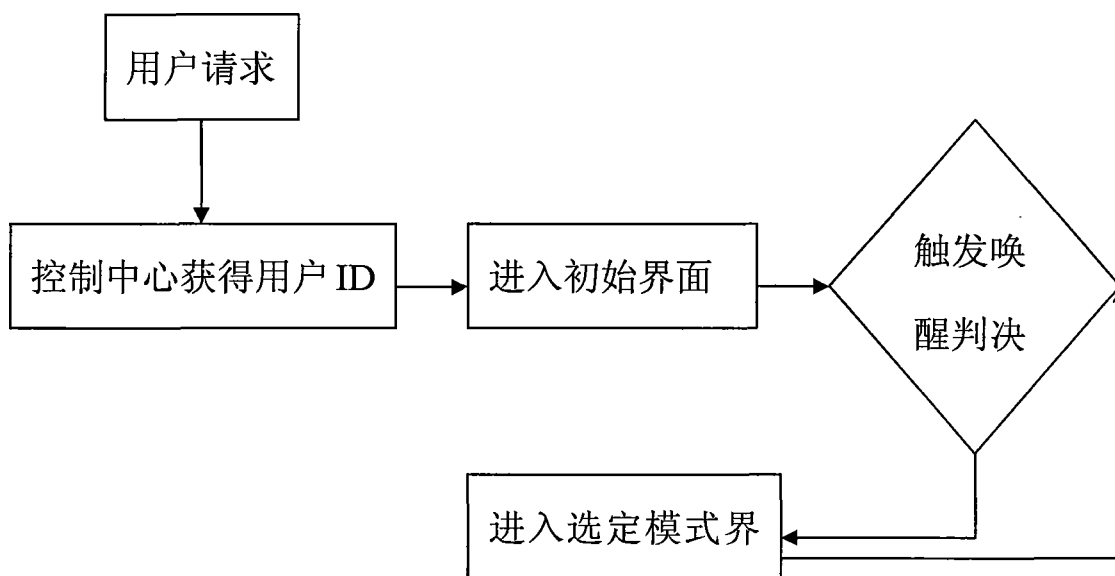 用户请求
控制中心获得用户 ID
进入初始界面
触发唤
醒判决
进入选定模式界